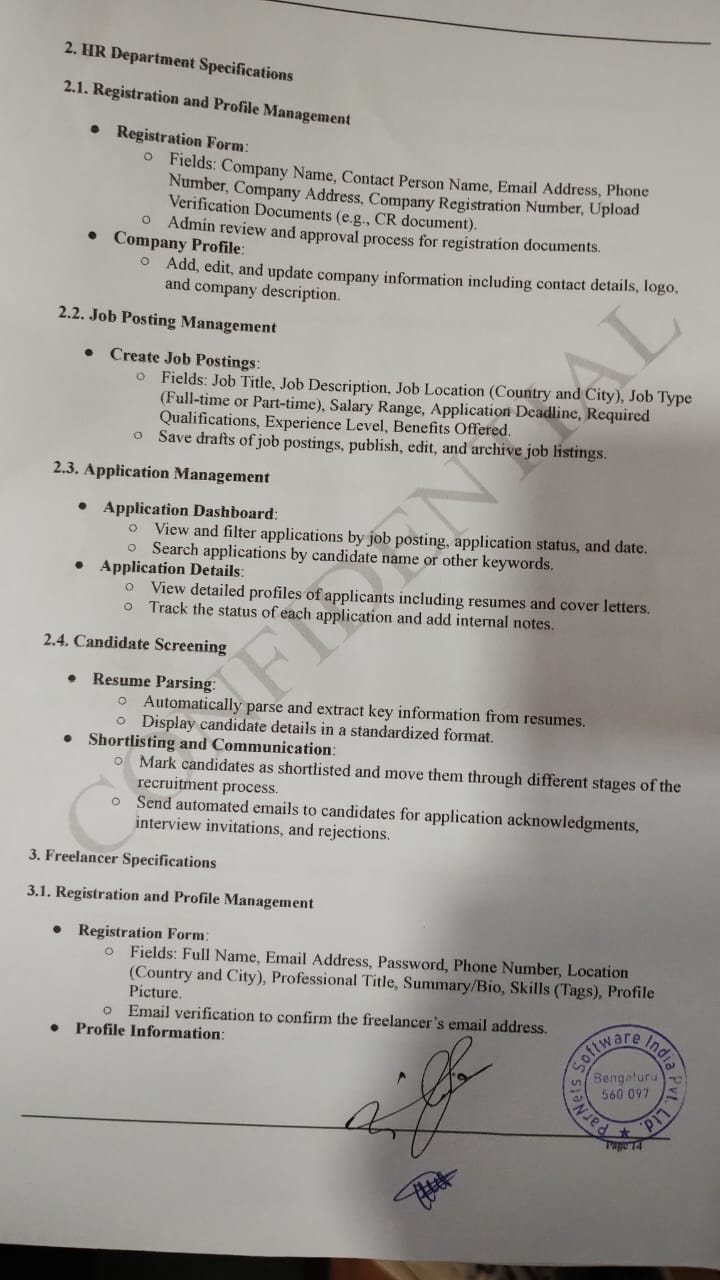 2. HR Department Specifications
2.1. Registration and Profile Management
● Registration Form:
○ Fields: Company Name, Contact Person Name, Email Address, Phone
Number, Company Address, Company Registration Number, Upload
Verification Documents (e.g., CR document).
○ Admin review and approval process for registration documents.
● Company Profile:
○ Add, edit, and update company information including contact details, logo,
and company description.
2.2. Job Posting Management
● Create Job Postings:
○ Fields: Job Title, Job Description, Job Location (Country and City), Job Type
(Full-time or Part-time), Salary Range, Application Deadline, Required
Qualifications, Experience Level, Benefits Offered.
○ Save drafts of job postings, publish, edit, and archive job listings.
2.3. Application Management
● Application Dashboard:
○ View and filter applications by job posting, application status, and date.
○ Search applications by candidate name or other keywords.
● Application Details:
○ View detailed profiles of applicants including resumes and cover letters.
○ Track the status of each application and add internal notes.
2.4. Candidate Screening
● Resume Parsing:
○ Automatically parse and extract key information from resumes.
○ Display candidate details in a standardized format.
● Shortlisting and Communication:
○ Mark candidates as shortlisted and move them through different stages of the
recruitment process.
○ Send automated emails to candidates for application acknowledgments,
interview invitations, and rejections.
3. Freelancer Specifications
3.1. Registration and Profile Management
● Registration Form:
○ Fields: Full Name, Email Address, Password, Phone Number, Location
(Country and City), Professional Title, Summary/Bio, Skills (Tags), Profile
Picture.
○ Email verification to confirm the freelancer's email address.
● Profile Information:
CONFIDENTIAL
ParNets Software India Pvt. Ltd.
Bengaluru
560 097
Page 14